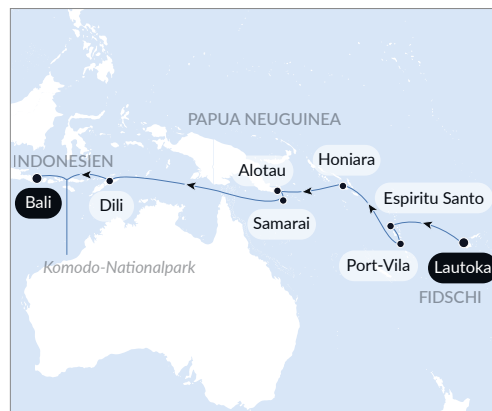 PAPUA NEUGUINEA
INDONESIEN
Alotau
Honiara
Bali
Dili
Samarai
Espiritu Santo
Komodo-Nationalpark
Port-Vila
Lautoka
FIDSCHI